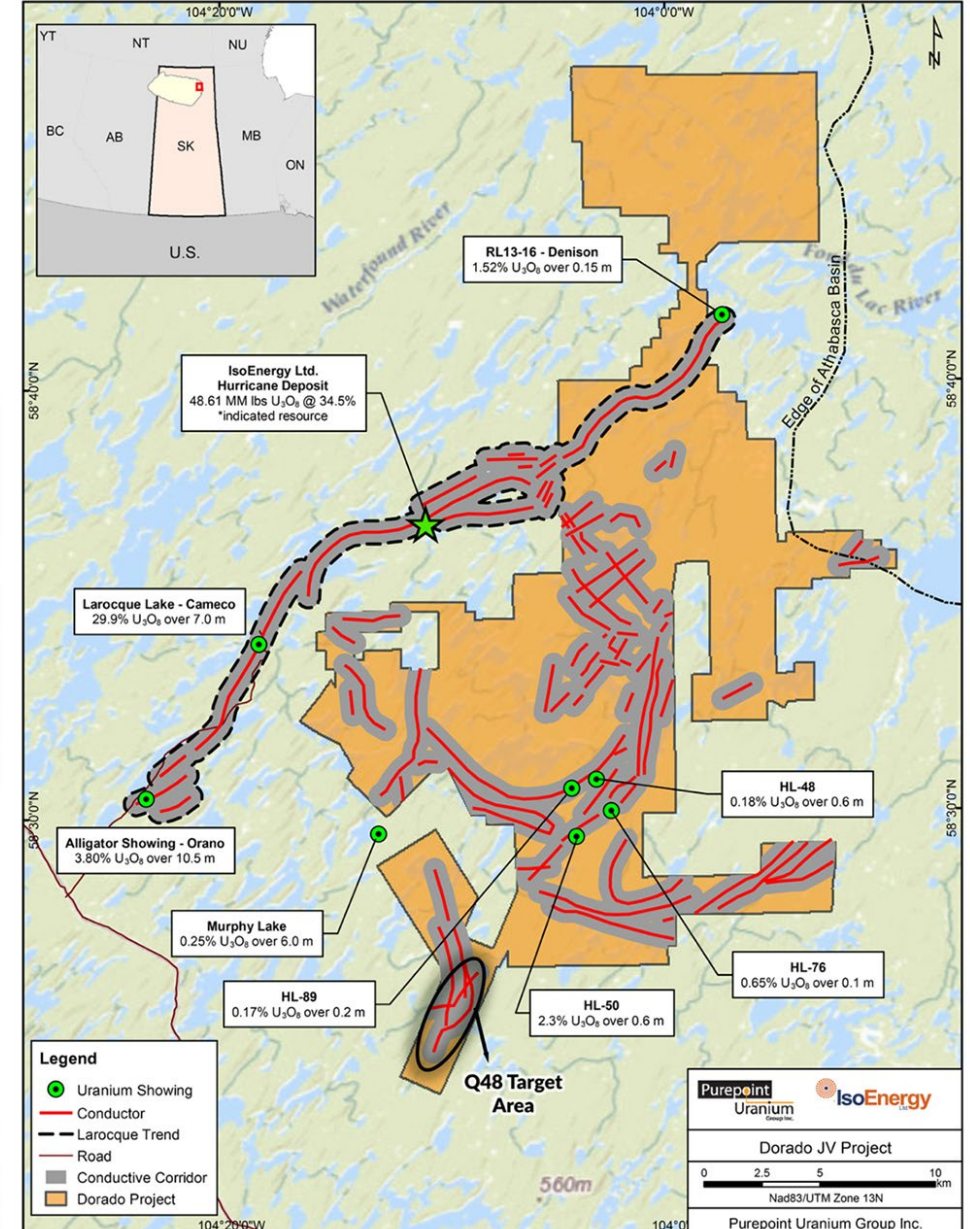 104°20'0"W
104°0'0"W
YT
NT
NU
BC
AB
SK
MB
ON
U.S.
N
Waterfound River
RL13-16 - Denison
1.52% U₃O₈ over 0.15 m
Fond du Lac River
Edge of Athabasca Basin
58°40'0"N
58°40'0"N
IsoEnergy Ltd.
Hurricane Deposit
48.61 MM lbs U₃O₈ @ 34.5%
*indicated resource
Larocque Lake - Cameco
29.9% U₃O₈ over 7.0 m
58°30'0"N
58°30'0"N
HL-48
0.18% U₃O₈ over 0.6 m
Alligator Showing - Orano
3.80% U₃O₈ over 10.5 m
Murphy Lake
0.25% U₃O₈ over 6.0 m
HL-76
0.65% U₃O₈ over 0.1 m
HL-89
0.17% U₃O₈ over 0.2 m
HL-50
2.3% U₃O₈ over 0.6 m
Q48 Target
Area
Legend
Uranium Showing
Conductor
Larocque Trend
Road
Conductive Corridor
Dorado Project
560m
Purepoint
Uranium
Group Inc.
IsoEnergy
Ltd.
Dorado JV Project
0 2.5 5 10
km
Nad83/UTM Zone 13N
Purepoint Uranium Group Inc.
104°20'0"W
104°0'